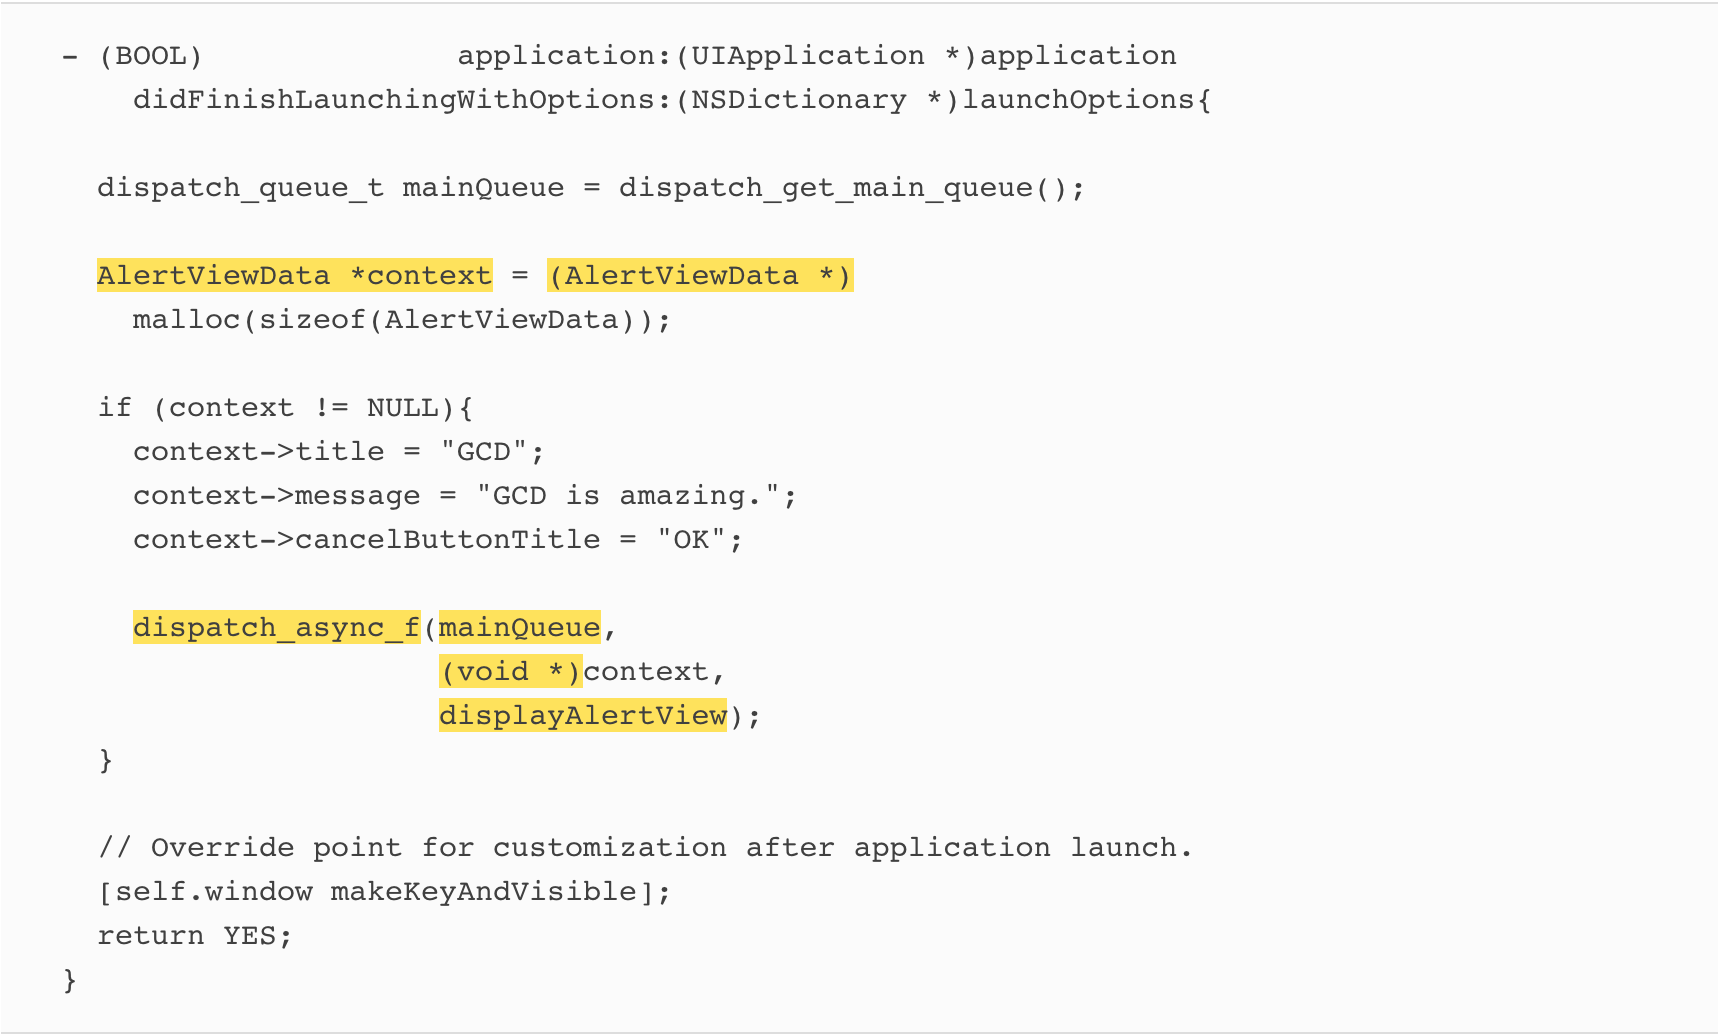 - (BOOL)              application:(UIApplication *)application
    didFinishLaunchingWithOptions:(NSDictionary *)launchOptions{

  dispatch_queue_t mainQueue = dispatch_get_main_queue();

  AlertViewData *context = (AlertViewData *)
    malloc(sizeof(AlertViewData));

  if (context != NULL){
    context->title = "GCD";
    context->message = "GCD is amazing.";
    context->cancelButtonTitle = "OK";

    dispatch_async_f(mainQueue,
                     (void *)context,
                     displayAlertView);
  }

  // Override point for customization after application launch.
  [self.window makeKeyAndVisible];
  return YES;
}